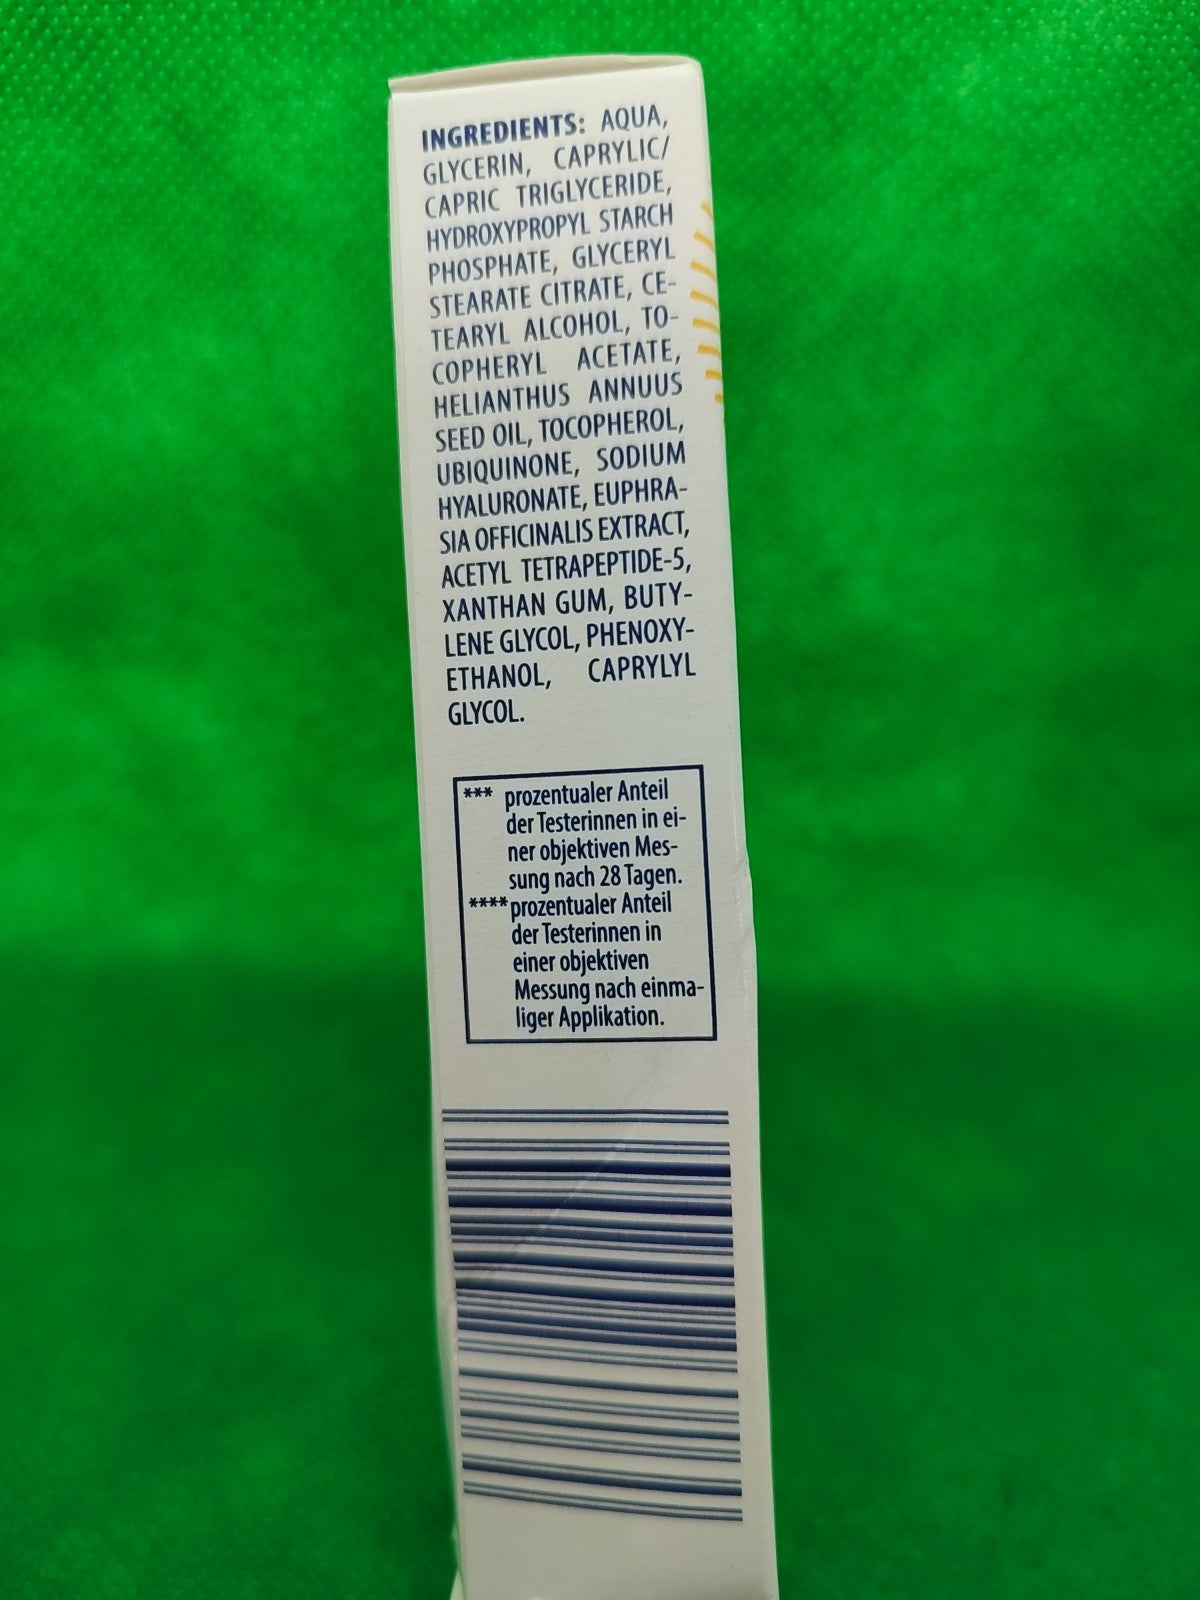 INGREDIENTS: AQUA,
GLYCERIN, CAPRYLIC/
CAPRIC TRIGLYCERIDE,
HYDROXYPROPYL STARCH
PHOSPHATE, GLYCERYL
STEARATE CITRATE, CE-
TEARYL ALCOHOL, TO-
COPHERYL ACETATE,
HELIANTHUS ANNUUS
SEED OIL, TOCOPHEROL,
UBIQUINONE, SODIUM
HYALURONATE, EUPHRA-
SIA OFFICINALIS EXTRACT,
ACETYL TETRAPEPTIDE-5,
XANTHAN GUM, BUTY-
LENE GLYCOL, PHENOXY-
ETHANOL, CAPRYLYL
GLYCOL.
*** prozentualer Anteil
der Testerinnen in ei-
ner objektiven Mes-
sung nach 28 Tagen.
**** prozentualer Anteil
der Testerinnen in
einer objektiven
Messung nach einma-
liger Applikation.